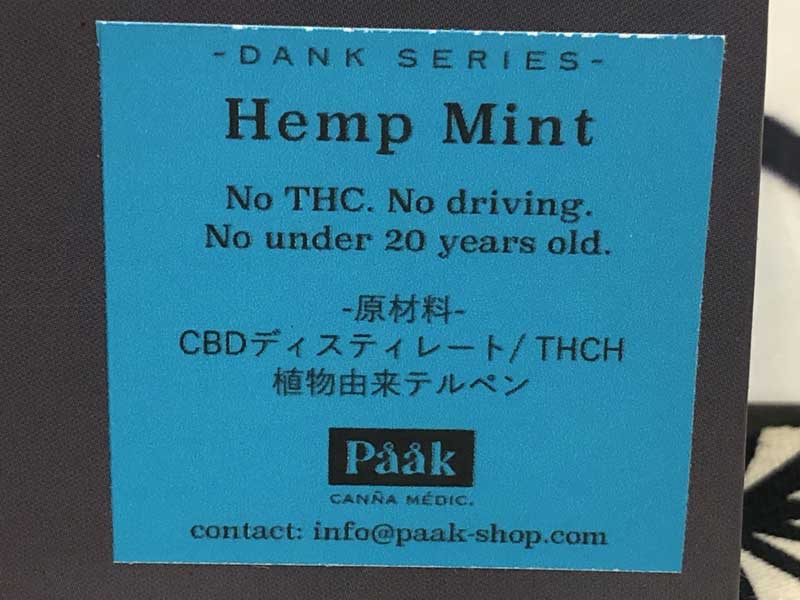 -DANK SERIES-
Hemp Mint
No THC. No driving.
No under 20 years old.
-原材料-
CBDディスティレート/ THCH
植物由来テルペン
Pååk
CANÑA MÉDIC.
contact: info@paak-shop.com